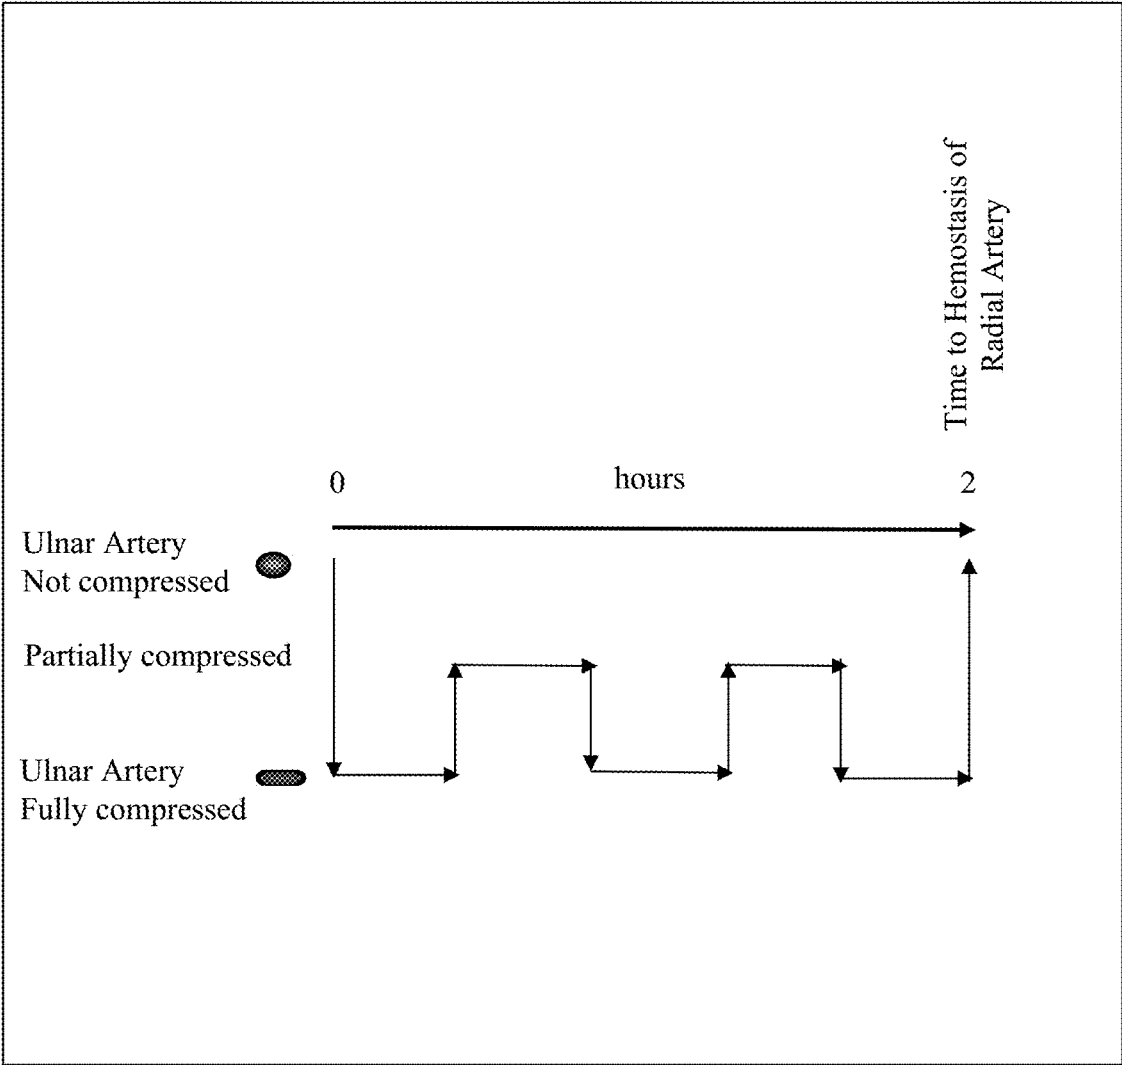 Time to Hemostasis of
Radial Artery
0 hours 2
Ulnar Artery
Not compressed
Partially compressed
Ulnar Artery
Fully compressed